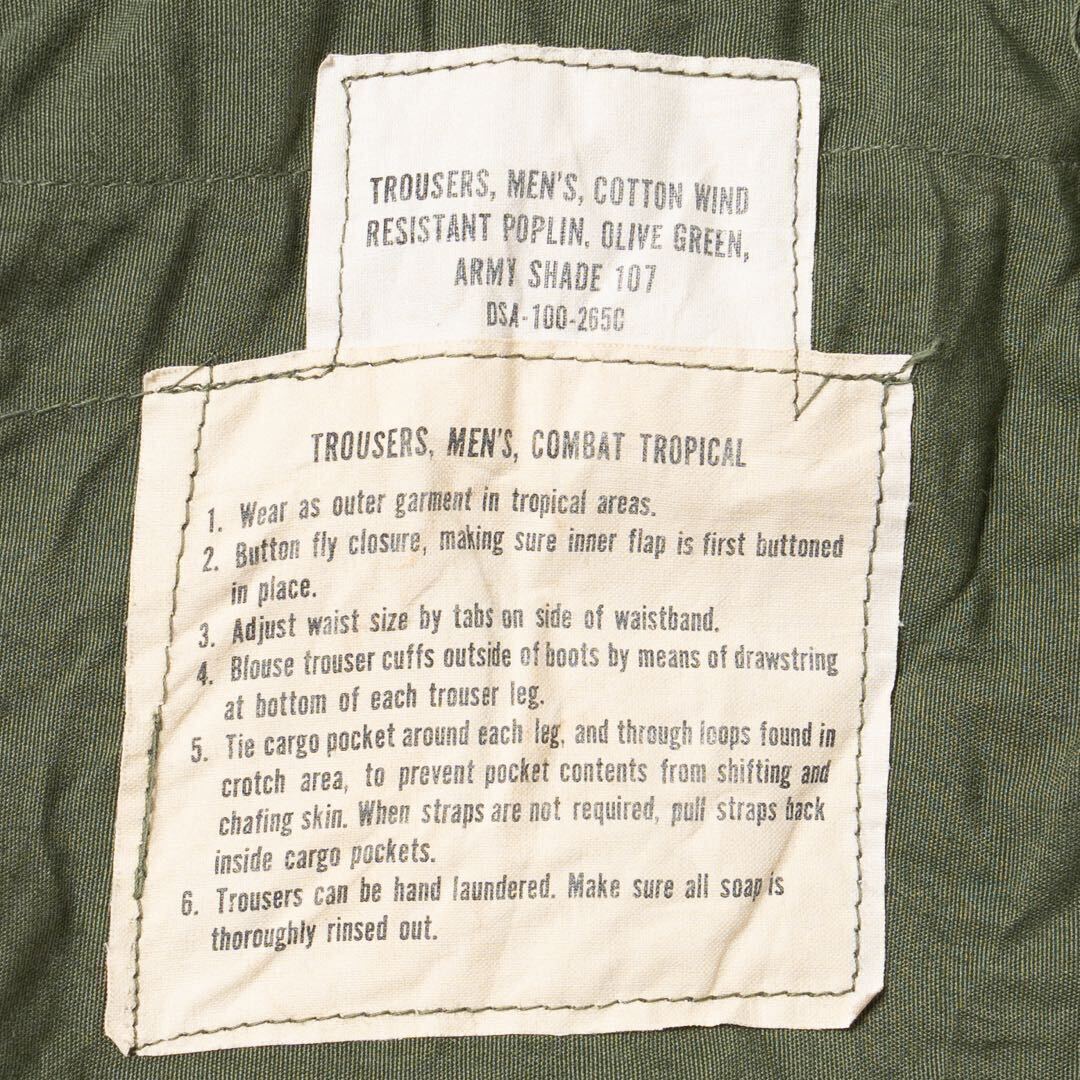 TROUSERS, MEN'S, COTTON WIND
RESISTANT POPLIN, OLIVE GREEN,
ARMY SHADE 107
DSA-100-265C
TROUSERS, MEN'S, COMBAT TROPICAL
1. Wear as outer garment in tropical areas.
2. Button fly closure, making sure inner flap is first buttoned
in place.
3. Adjust waist size by tabs on side of waistband.
4. Blouse trouser cuffs outside of boots by means of drawstring
at bottom of each trouser leg.
5. Tie cargo pocket around each leg, and through loops found in
crotch area, to prevent pocket contents from shifting and
chafing skin. When straps are not required, pull straps back
inside cargo pockets.
6. Trousers can be hand laundered. Make sure all soap is
thoroughly rinsed out.